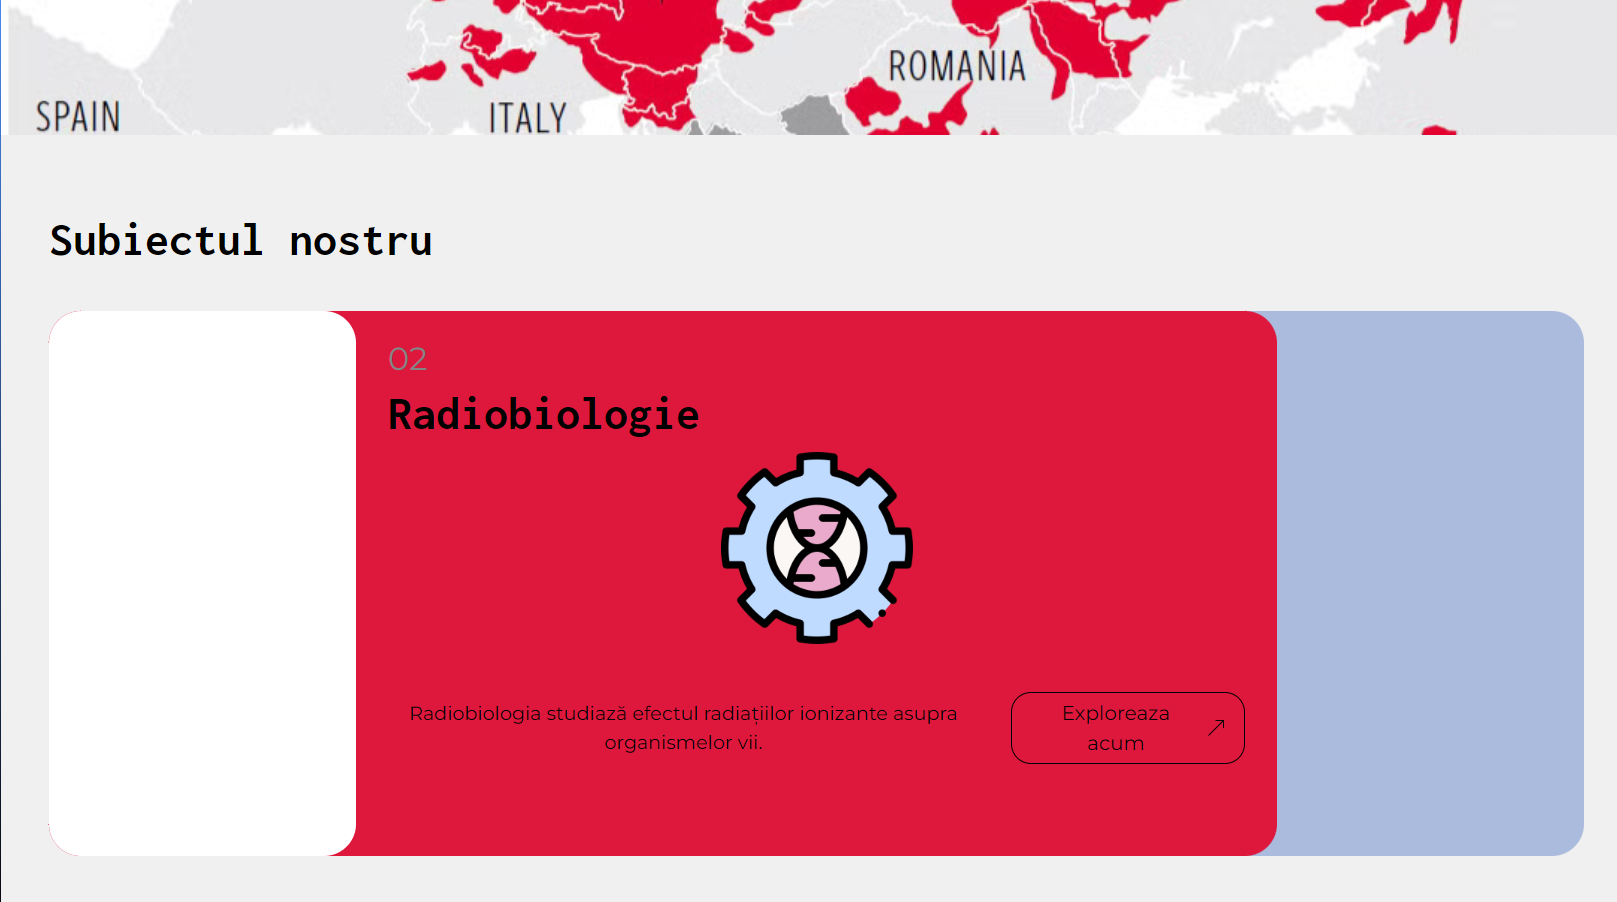 ROMANIA
SPAIN
ITALY
Subiectul nostru
02
Radiobiologie
Radiobiologia studiază efectul radiațiilor ionizante asupra
organismelor vii.
Exploreaza
acum